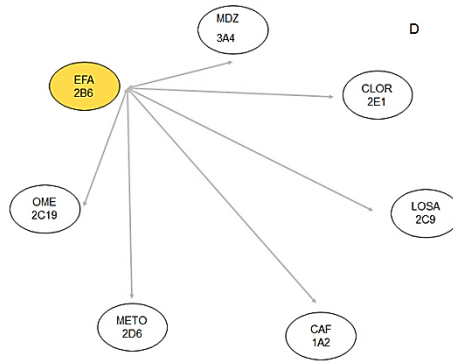 MDZ
3A4
D
EFA
2B6
CLOR
2E1
OME
2C19
LOSA
2C9
METO
2D6
CAF
1A2